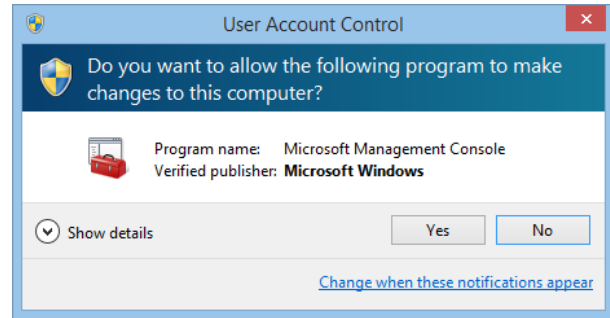 User Account Control
Do you want to allow the following program to make
changes to this computer?
Program name: Microsoft Management Console
Verified publisher: Microsoft Windows
Show details
Yes
No
Change when these notifications appear